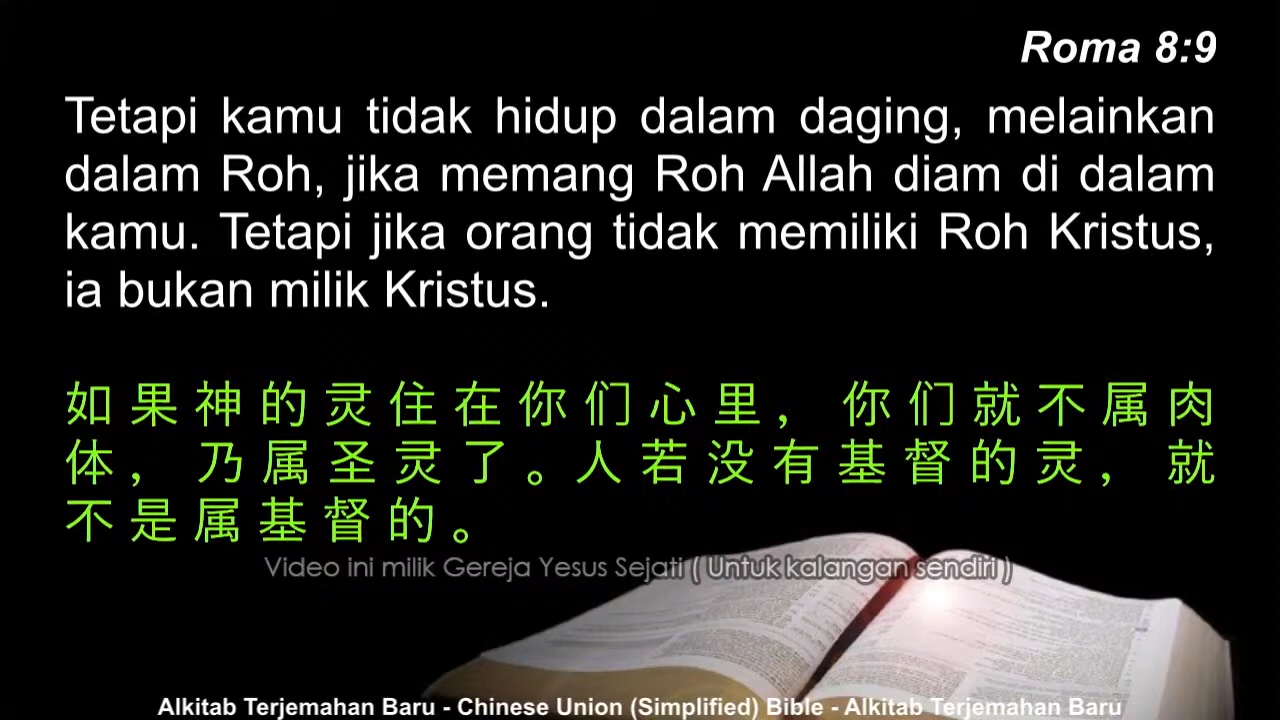 Roma 8:9
Tetapi kamu tidak hidup dalam daging, melainkan
dalam Roh, jika memang Roh Allah diam di dalam
kamu. Tetapi jika orang tidak memiliki Roh Kristus,
ia bukan milik Kristus.
如果神的灵住在你们心里，你们就不属肉
体，乃属圣灵了。人若没有基督的灵，就
不是属基督的。
Video ini milik Gereja Yesus Sejati ( Untuk kalangan sendiri )
Alkitab Terjemahan Baru - Chinese Union (Simplified) Bible - Alkitab Terjemahan Baru